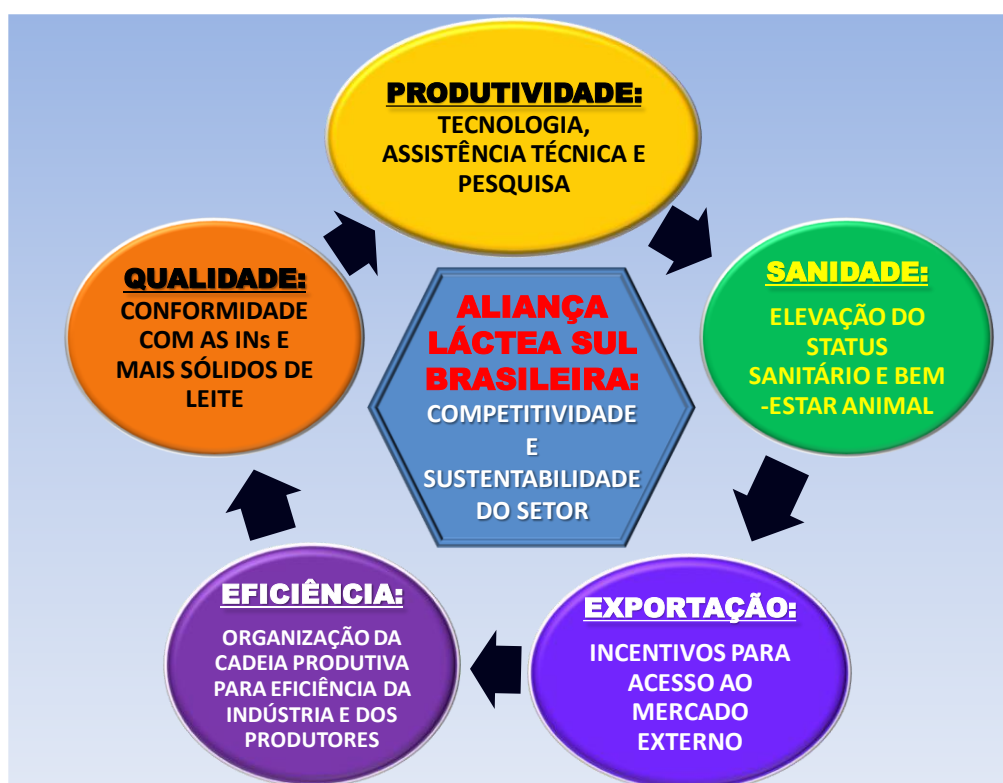 PRODUTIVIDADE:
TECNOLOGIA,
ASSISTÊNCIA TÉCNICA E
PESQUISA
SANIDADE:
ELEVAÇÃO DO
STATUS
SANITÁRIO E BEM
-ESTAR ANIMAL
EXPORTAÇÃO:
INCENTIVOS PARA
ACESSO AO
MERCADO
EXTERNO
EFICIÊNCIA:
ORGANIZAÇÃO DA
CADEIA PRODUTIVA
PARA EFICIÊNCIA DA
INDÚSTRIA E DOS
PRODUTORES
QUALIDADE:
CONFORMIDADE
COM AS INs E
MAIS SÓLIDOS DE
LEITE
ALIANÇA
LÁCTEA SUL
BRASILEIRA:
COMPETITIVIDADE
E
SUSTENTABILIDADE
DO SETOR